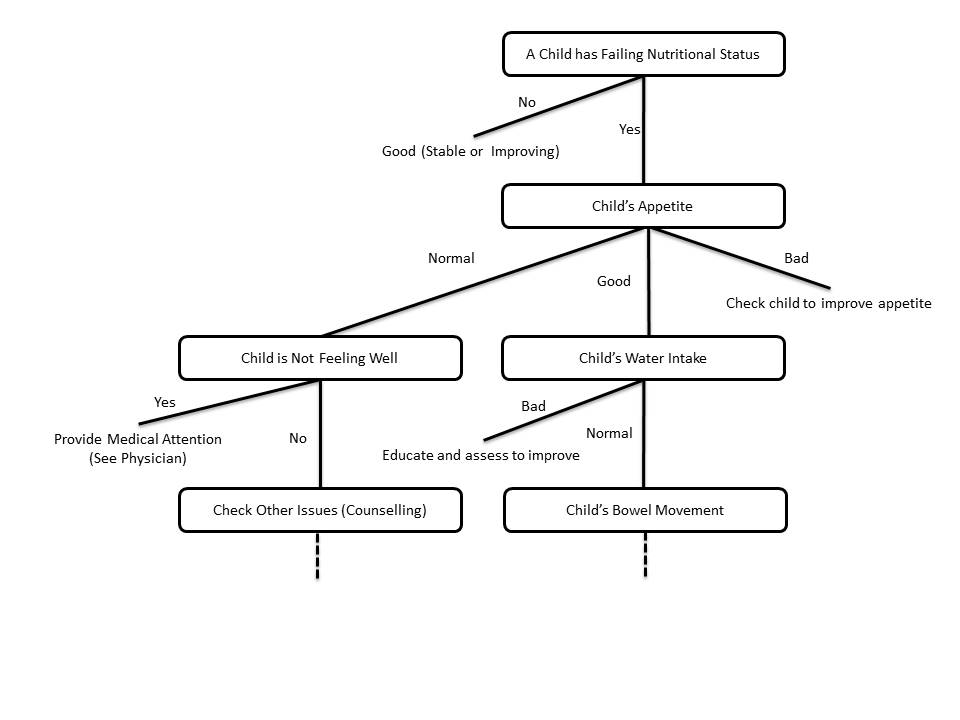 A Child has Failing Nutritional Status
No
Yes
Good (Stable or Improving)
Child's Appetite
Normal
Good
Bad
Check child to improve appetite
Child is Not Feeling Well
Child's Water Intake
Yes
No
Bad
Normal
Provide Medical Attention
(See Physician)
Educate and assess to improve
Check Other Issues (Counselling)
Child's Bowel Movement